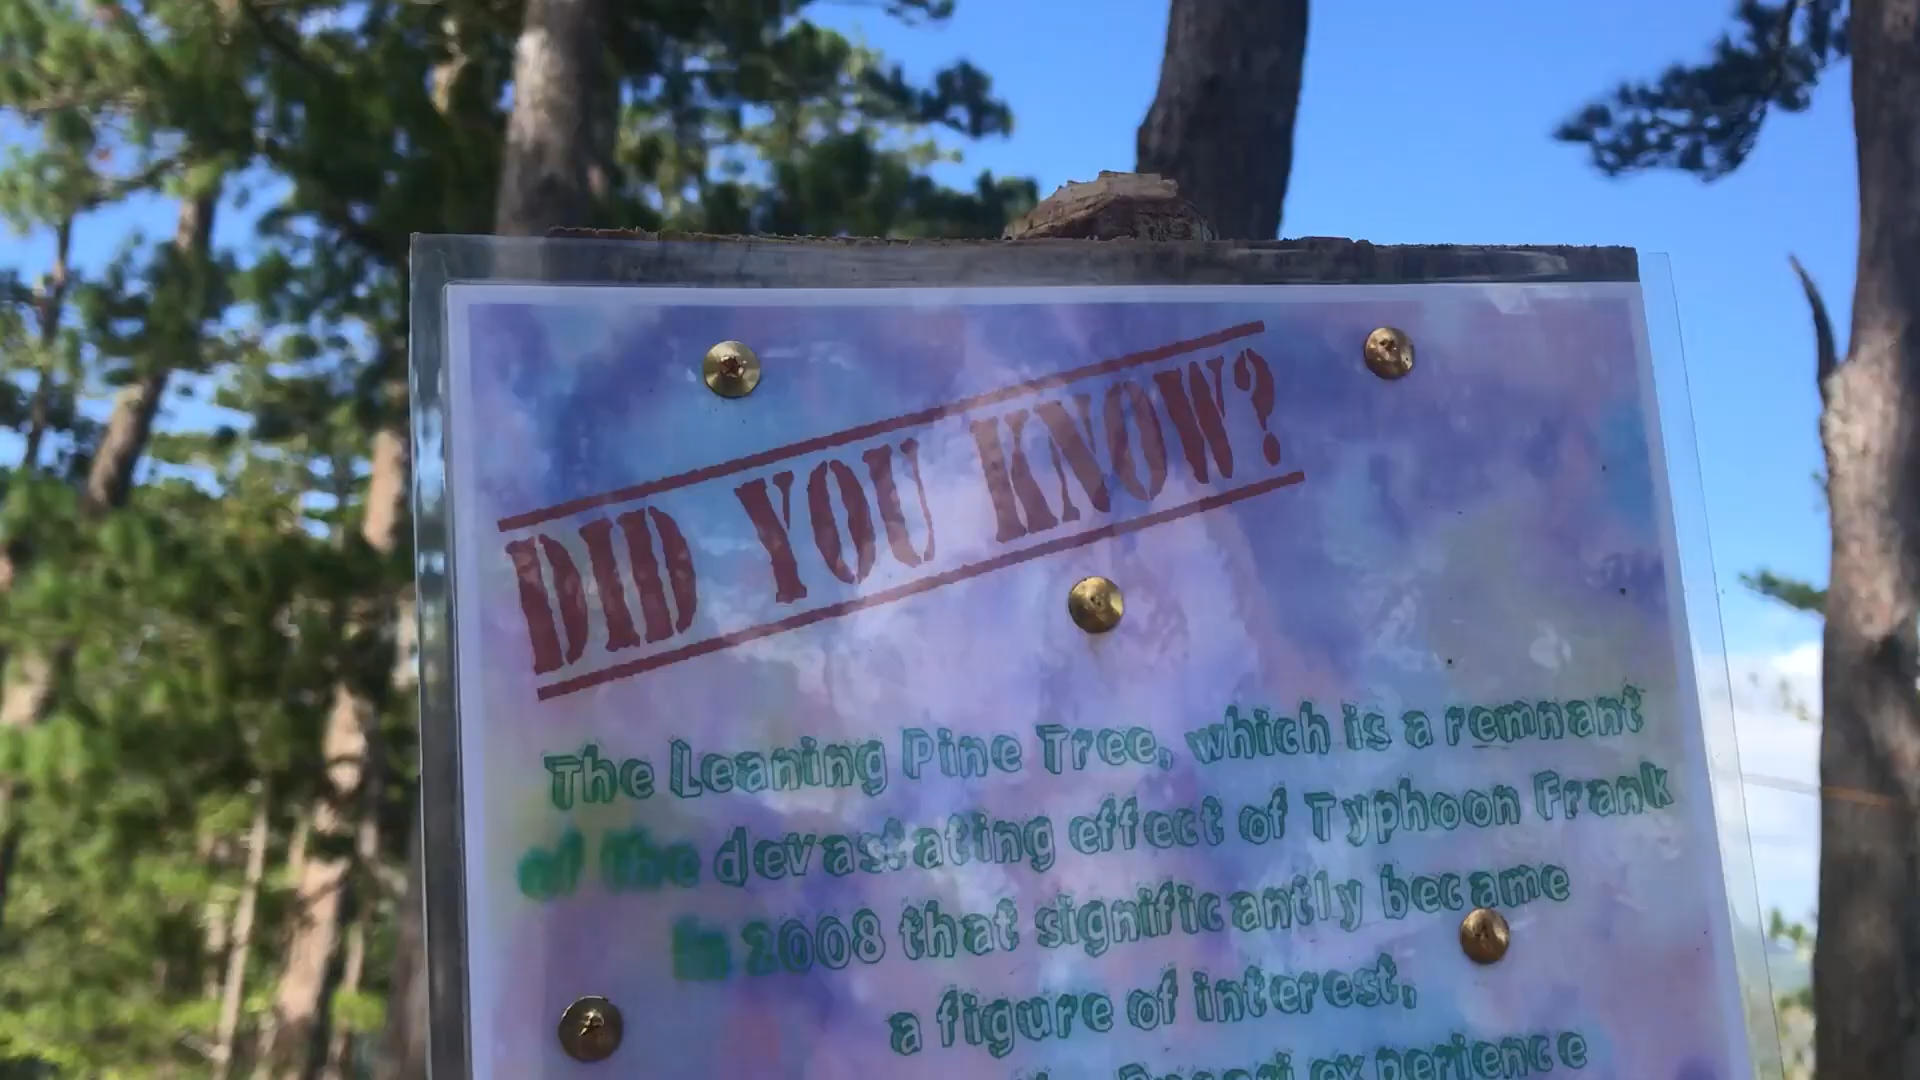 DID YOU KNOW?
The Leaning Pine Tree, which is a remnant
of the devastating effect of Typhoon Frank
in 2008 that significantly became
a figure of interest,
experience